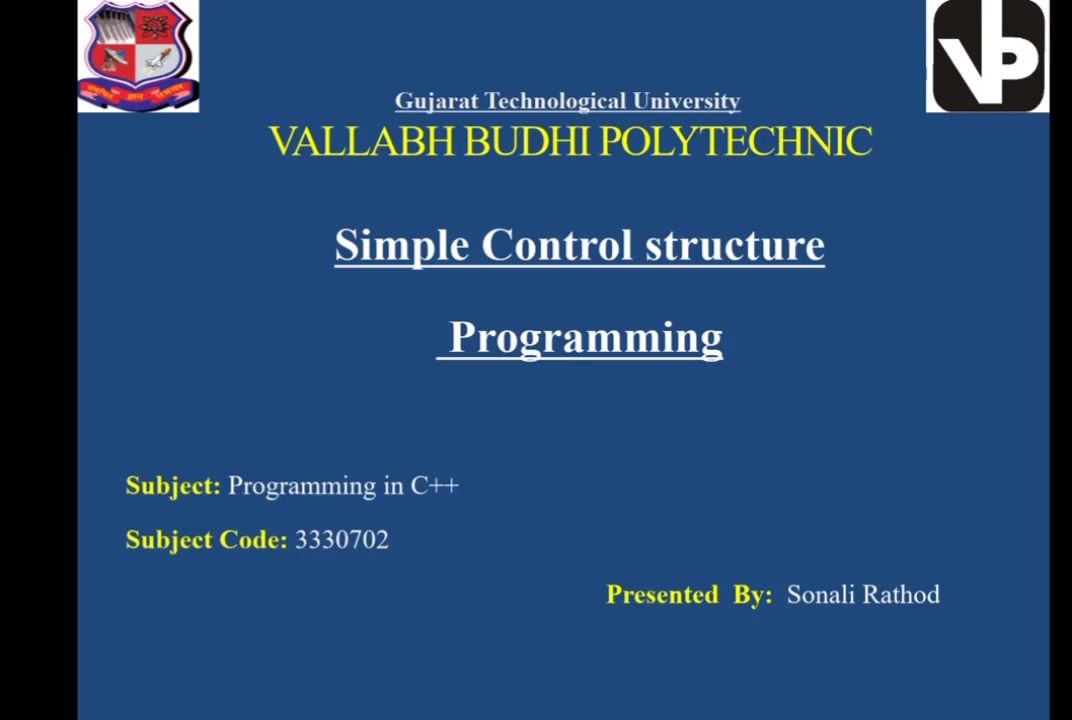 Gujarat Technological University
VALLABH BUDHI POLYTECHNIC
Simple Control structure
Programming
Subject: Programming in C++
Subject Code: 3330702
Presented By: Sonali Rathod
VP